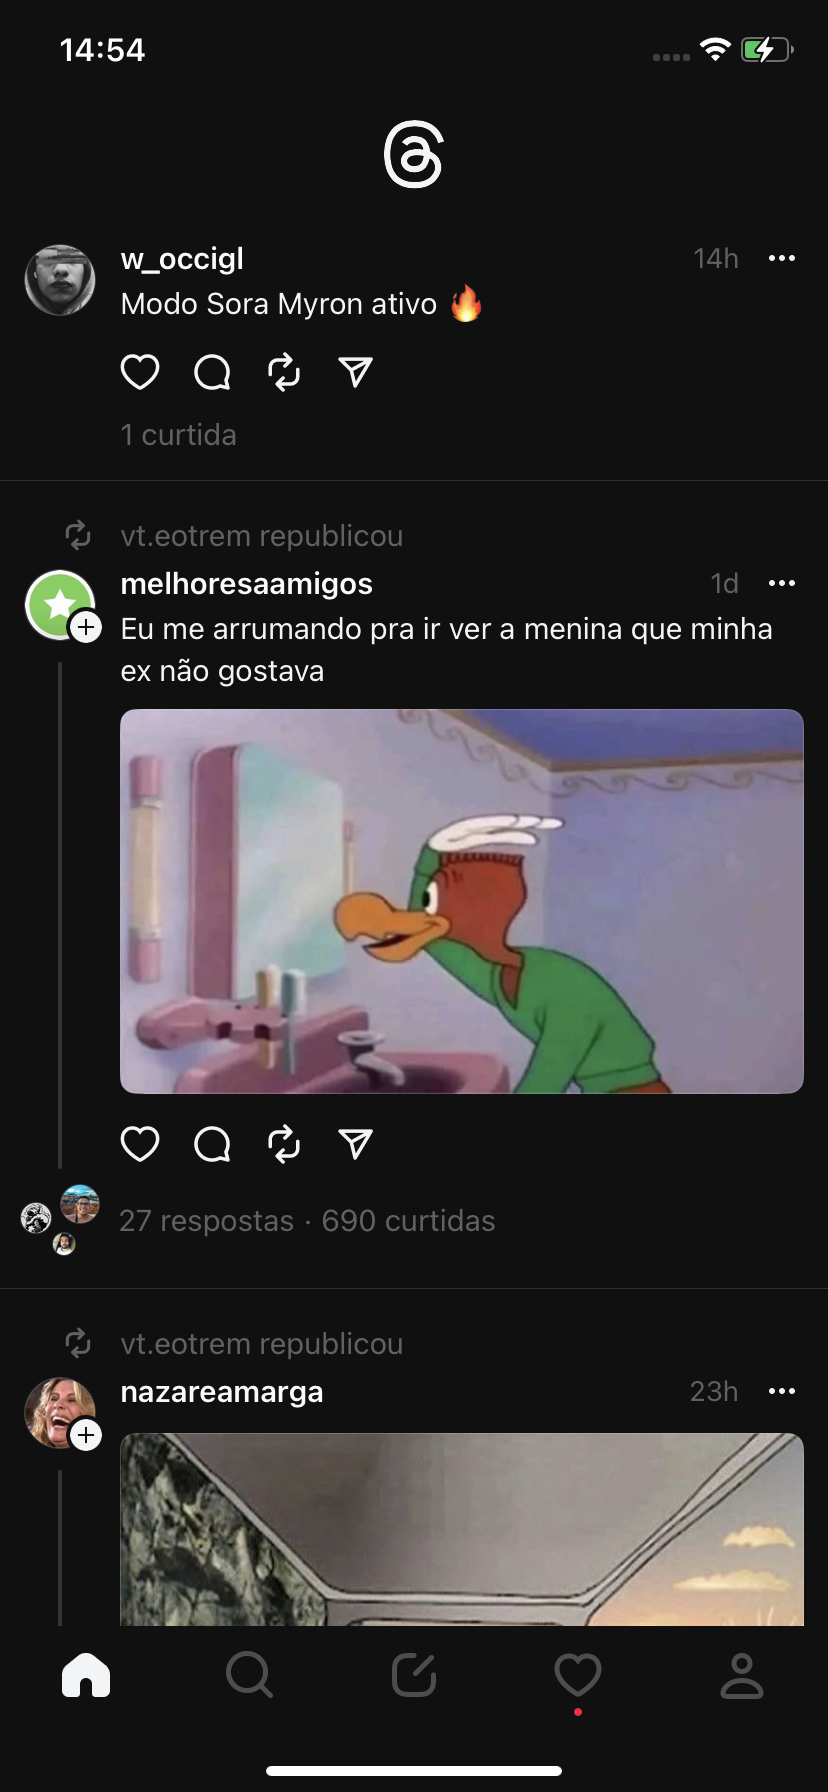 14:54
w_occigl
14h
Modo Sora Myron ativo 🔥
1 curtida
vt.eotrem republicou
melhoresaamigos
1d
Eu me arrumando pra ir ver a menina que minha
ex não gostava
27 respostas · 690 curtidas
vt.eotrem republicou
nazareamarga
23h